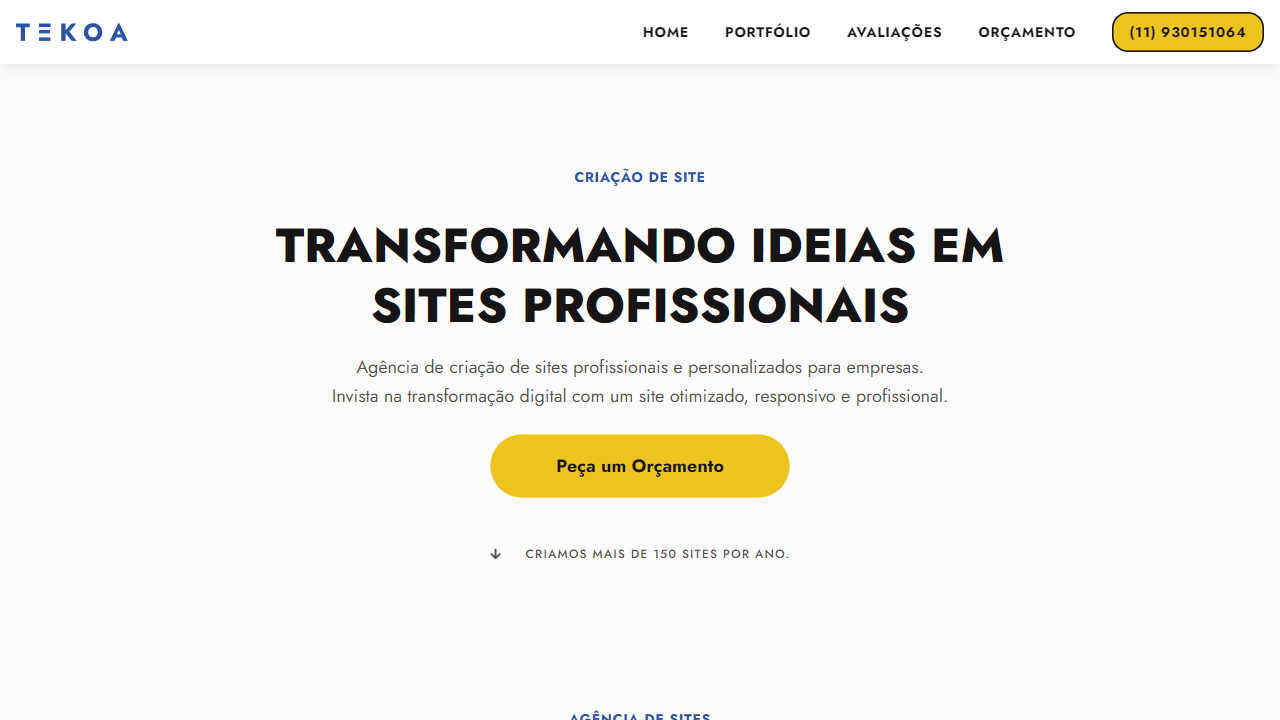 TEKOA
HOME
PORTFÓLIO
AVALIAÇÕES
ORÇAMENTO
(11) 930151064
CRIAÇÃO DE SITE
TRANSFORMANDO IDEIAS EM
SITES PROFISSIONAIS
Agência de criação de sites profissionais e personalizados para empresas.
Invista na transformação digital com um site otimizado, responsivo e profissional.
Peça um Orçamento
CRIAMOS MAIS DE 150 SITES POR ANO.
AGÊNCIA DE SITES